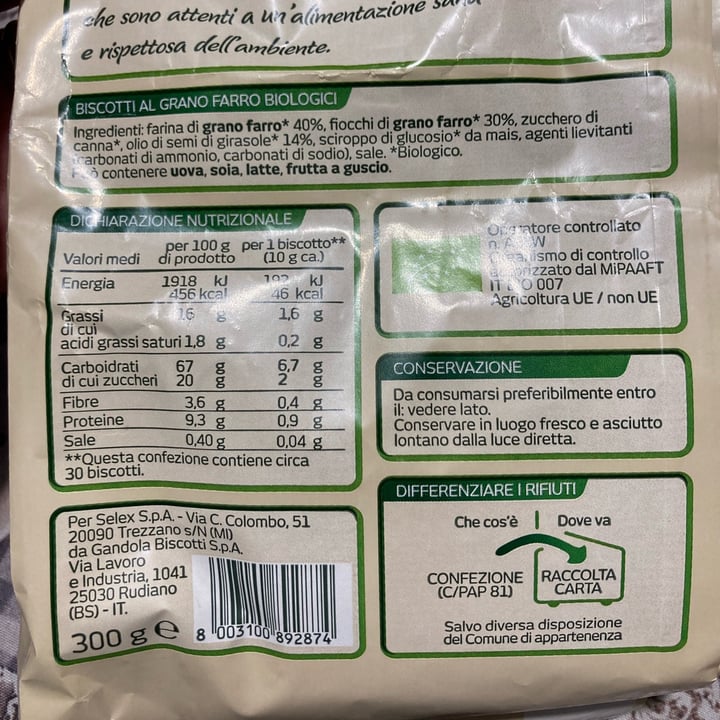 che sono attenti a un'alimentazione sana
e rispettosa dell'ambiente.
BISCOTTI AL GRANO FARRO BIOLOGICI
Ingredienti: farina di grano farro* 40%, fiocchi di grano farro* 30%, zucchero di
canna*, olio di semi di girasole* 14%, sciroppo di glucosio* da mais, agenti lievitanti
(carbonati di ammonio, carbonati di sodio), sale. *Biologico.
Può contenere uova, soia, latte, frutta a guscio.
DICHIARAZIONE NUTRIZIONALE
Valori medi per 100 g di prodotto per 1 biscotto** (10 g ca.)
Energia 1918 kJ kJ
456 kcal 46 kcal
Grassi 16 g 1,6 g
di cui
acidi grassi saturi 1,8 g 0,2 g
Carboidrati 67 g 6,7 g
di cui zuccheri 20 g 2 g
Fibre 3,6 g 0,4 g
Proteine 9,3 g 0,9 g
Sale 0,40 g 0,04 g
**Questa confezione contiene circa
30 biscotti.
Operatore controllato
n.
Organismo di controllo
autorizzato dal MiPAAFT
IT 007
Agricoltura UE / non UE
CONSERVAZIONE
Da consumarsi preferibilmente entro
il: vedere lato.
Conservare in luogo fresco e asciutto
lontano dalla luce diretta.
DIFFERENZIARE I RIFIUTI
Che cos'è Dove va
CONFEZIONE
(C/PAP 81)
RACCOLTA
CARTA
Salvo diversa disposizione
del Comune di appartenenza
Per Selex S.p.A. - Via C. Colombo, 51
20090 Trezzano s/N (MI)
da Gandola Biscotti S.p.A.
Via Lavoro
e Industria, 1041
25030 Rudiano
(BS) - IT.
300 g e
8 003100 892874